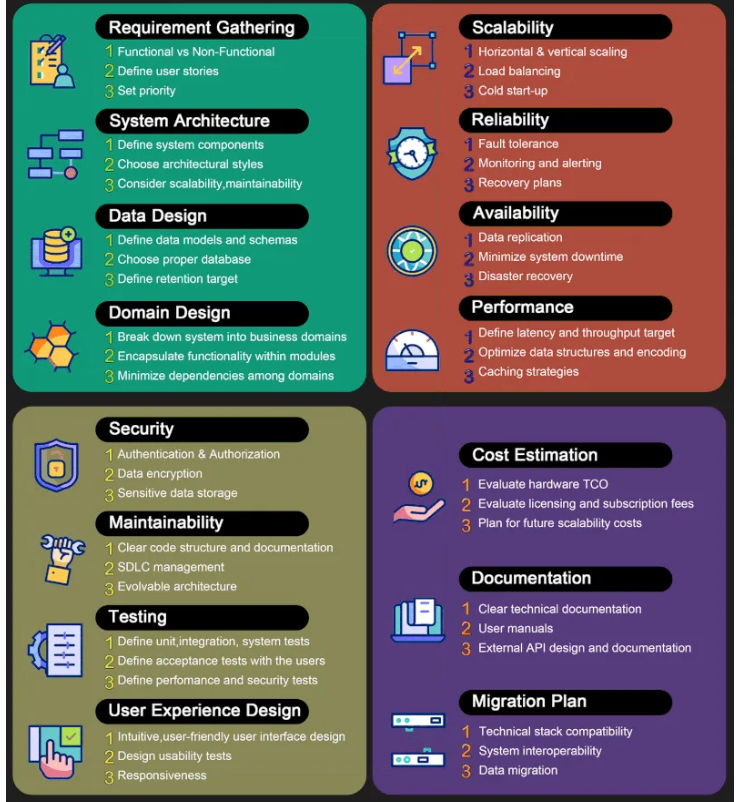 Requirement Gathering
1 Functional vs Non-Functional
2 Define user stories
3 Set priority
System Architecture
1 Define system components
2 Choose architectural styles
3 Consider scalability,maintainability
Data Design
1 Define data models and schemas
2 Choose proper database
3 Define retention target
Domain Design
1 Break down system into business domains
2 Encapsulate functionality within modules
3 Minimize dependencies among domains
Scalability
1 Horizontal & vertical scaling
2 Load balancing
3 Cold start-up
Reliability
1 Fault tolerance
2 Monitoring and alerting
3 Recovery plans
Availability
1 Data replication
2 Minimize system downtime
3 Disaster recovery
Performance
1 Define latency and throughput target
2 Optimize data structures and encoding
3 Caching strategies
Security
1 Authentication & Authorization
2 Data encryption
3 Sensitive data storage
Maintainability
1 Clear code structure and documentation
2 SDLC management
3 Evolvable architecture
Testing
1 Define unit,integration, system tests
2 Define acceptance tests with the users
3 Define perfomance and security tests
User Experience Design
1 Intuitive,user-friendly user interface design
2 Design usability tests
3 Responsiveness
Cost Estimation
1 Evaluate hardware TCO
2 Evaluate licensing and subscription fees
3 Plan for future scalability costs
Documentation
1 Clear technical documentation
2 User manuals
3 External API design and documentation
Migration Plan
1 Technical stack compatibility
2 System interoperability
3 Data migration